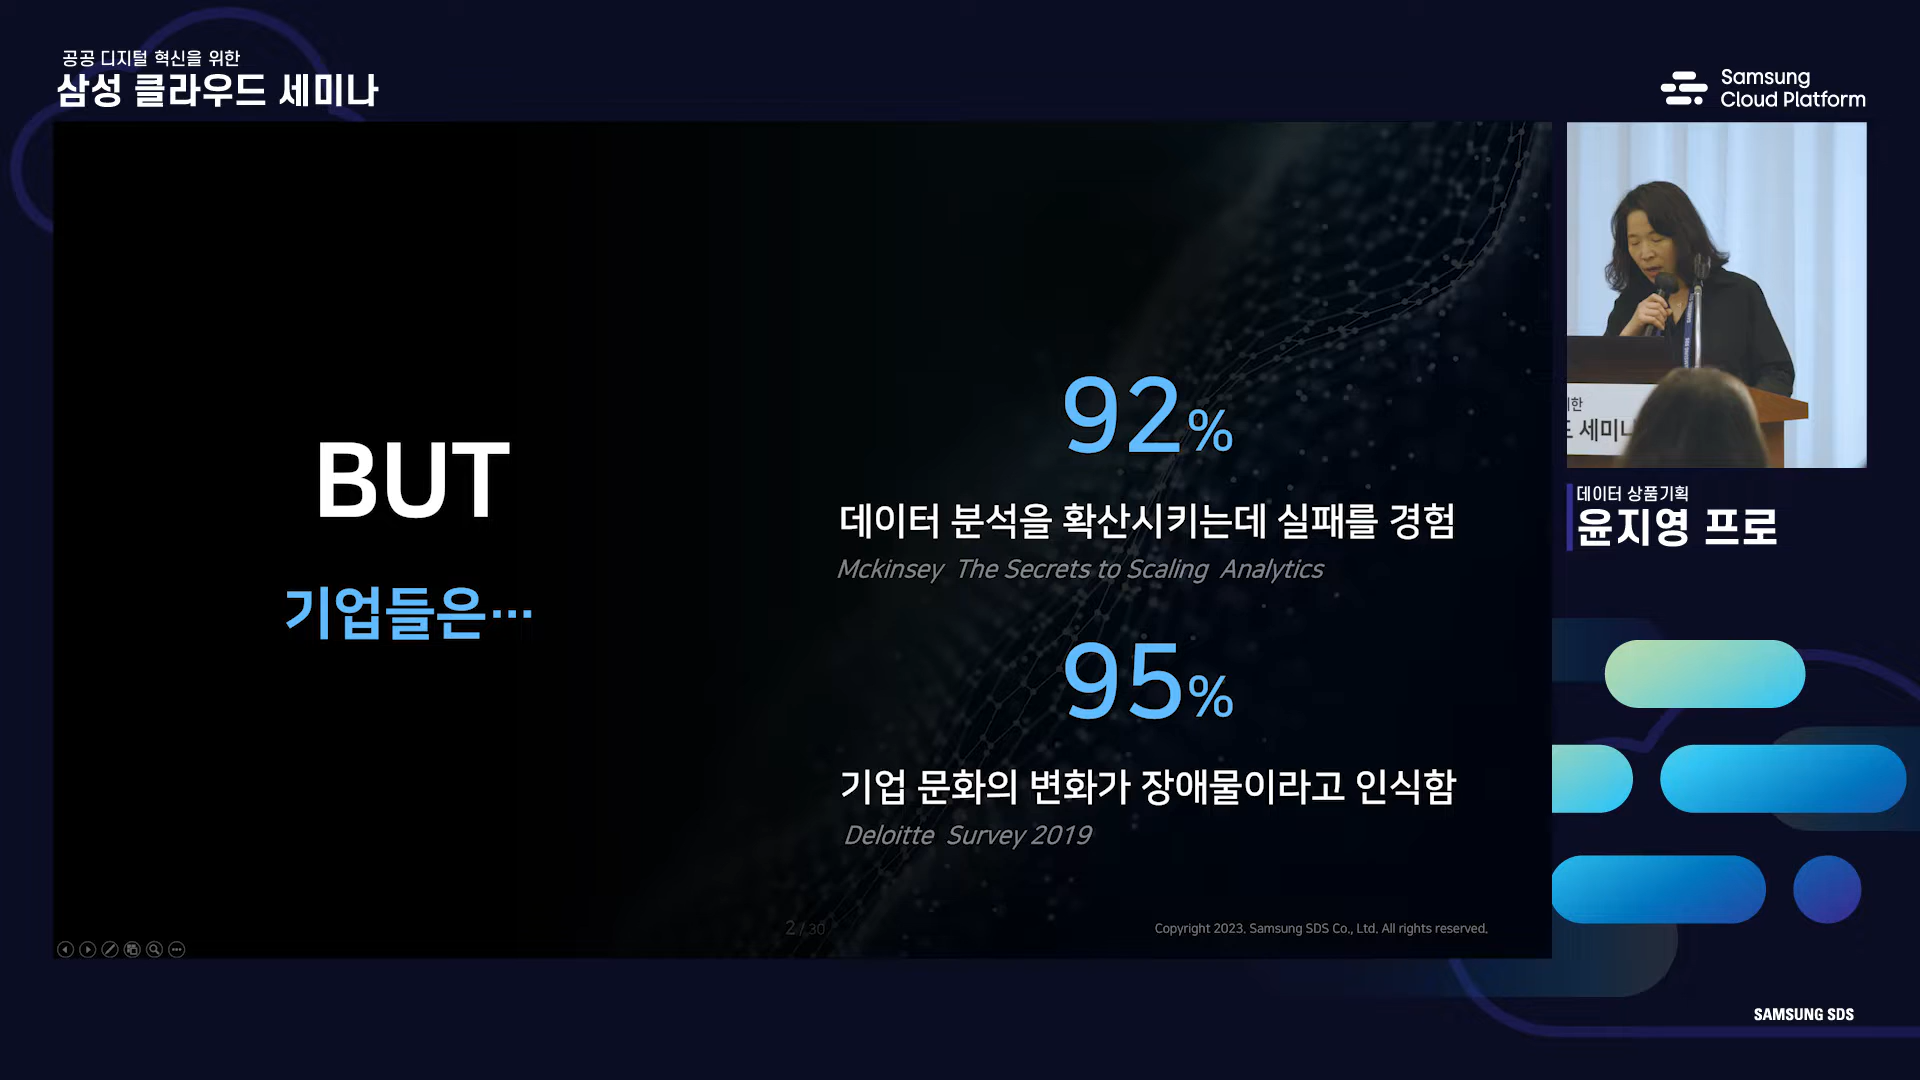 공공 디지털 혁신을 위한
삼성 클라우드 세미나
Samsung
Cloud Platform
BUT
기업들은…
92%
데이터 분석을 확산시키는데 실패를 경험
Mckinsey The Secrets to Scaling Analytics
95%
기업 문화의 변화가 장애물이라고 인식함
Deloitte Survey 2019
2 / 30
Copyright 2023. Samsung SDS Co., Ltd. All rights reserved.
세미나
데이터 상품기획
윤지영 프로
SAMSUNG SDS